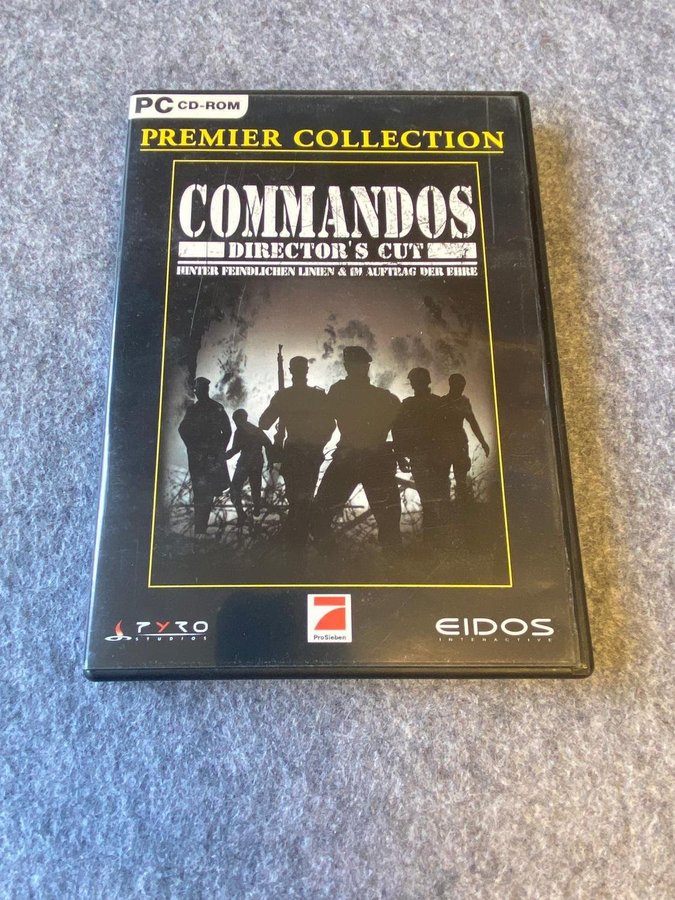 PC CD-ROM
PREMIER COLLECTION
COMMANDOS
DIRECTOR'S CUT
HINTER FEINDLICHEN LINIEN & IM AUFTRAG DER EHRE
PYRO
STUDIOS
7
ProSieben
EIDOS
INTERACTIVE